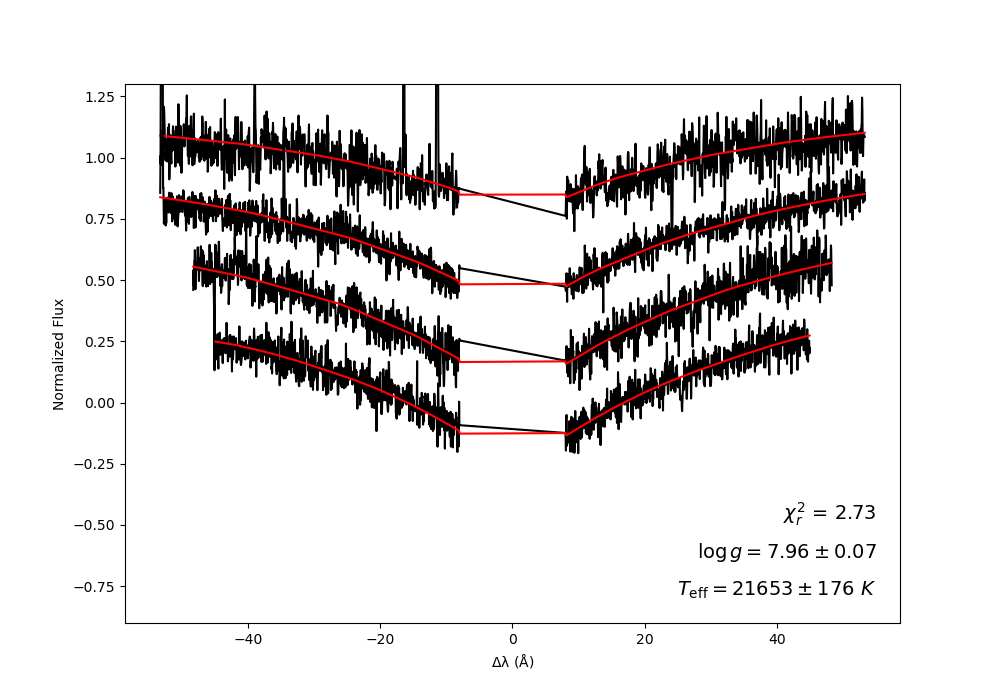 1.25
1.00
0.75
0.50
0.25
0.00
−0.25
−0.50
−0.75
Normalized Flux
χ²ᵣ = 2.73
log g = 7.96 ± 0.07
T_eff = 21653 ± 176 K
−40 −20 0 20 40
Δλ (Å)